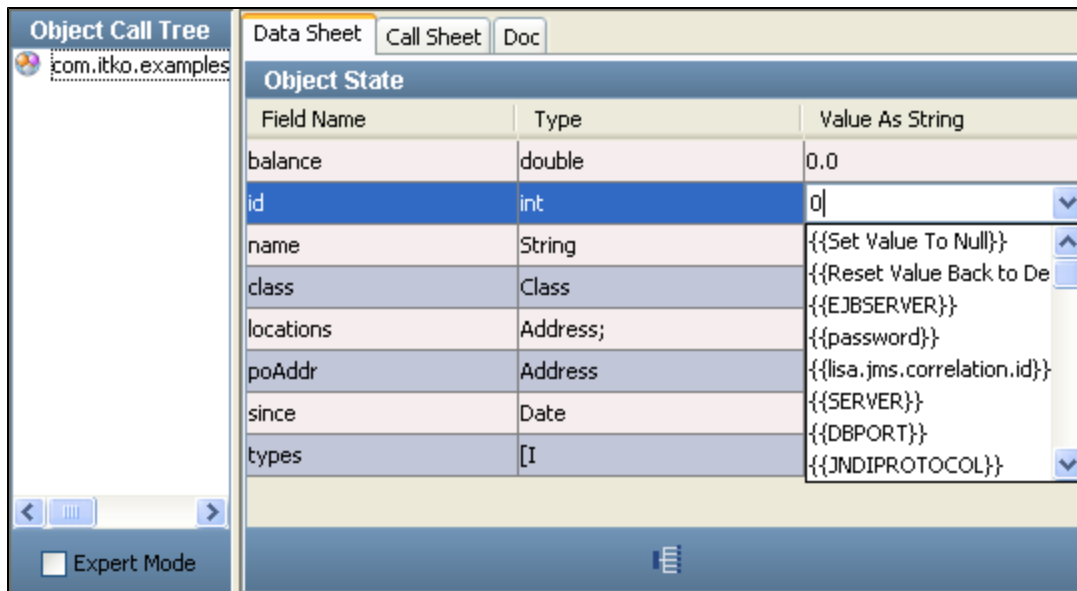 Object Call Tree
com.itko.examples
Expert Mode
Data Sheet Call Sheet Doc
Object State
Field Name Type Value As String
balance double 0.0
id int 0
name String
class Class
locations Address;
poAddr Address
since Date
types [I
{{Set Value To Null}}
{{Reset Value Back to De
{{EJBSERVER}}
{{password}}
{{lisa.jms.correlation.id}}
{{SERVER}}
{{DBPORT}}
{{JNDIPROTOCOL}}